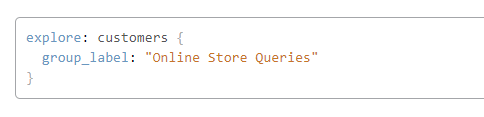 explore: customers {
  group_label: "Online Store Queries"
}